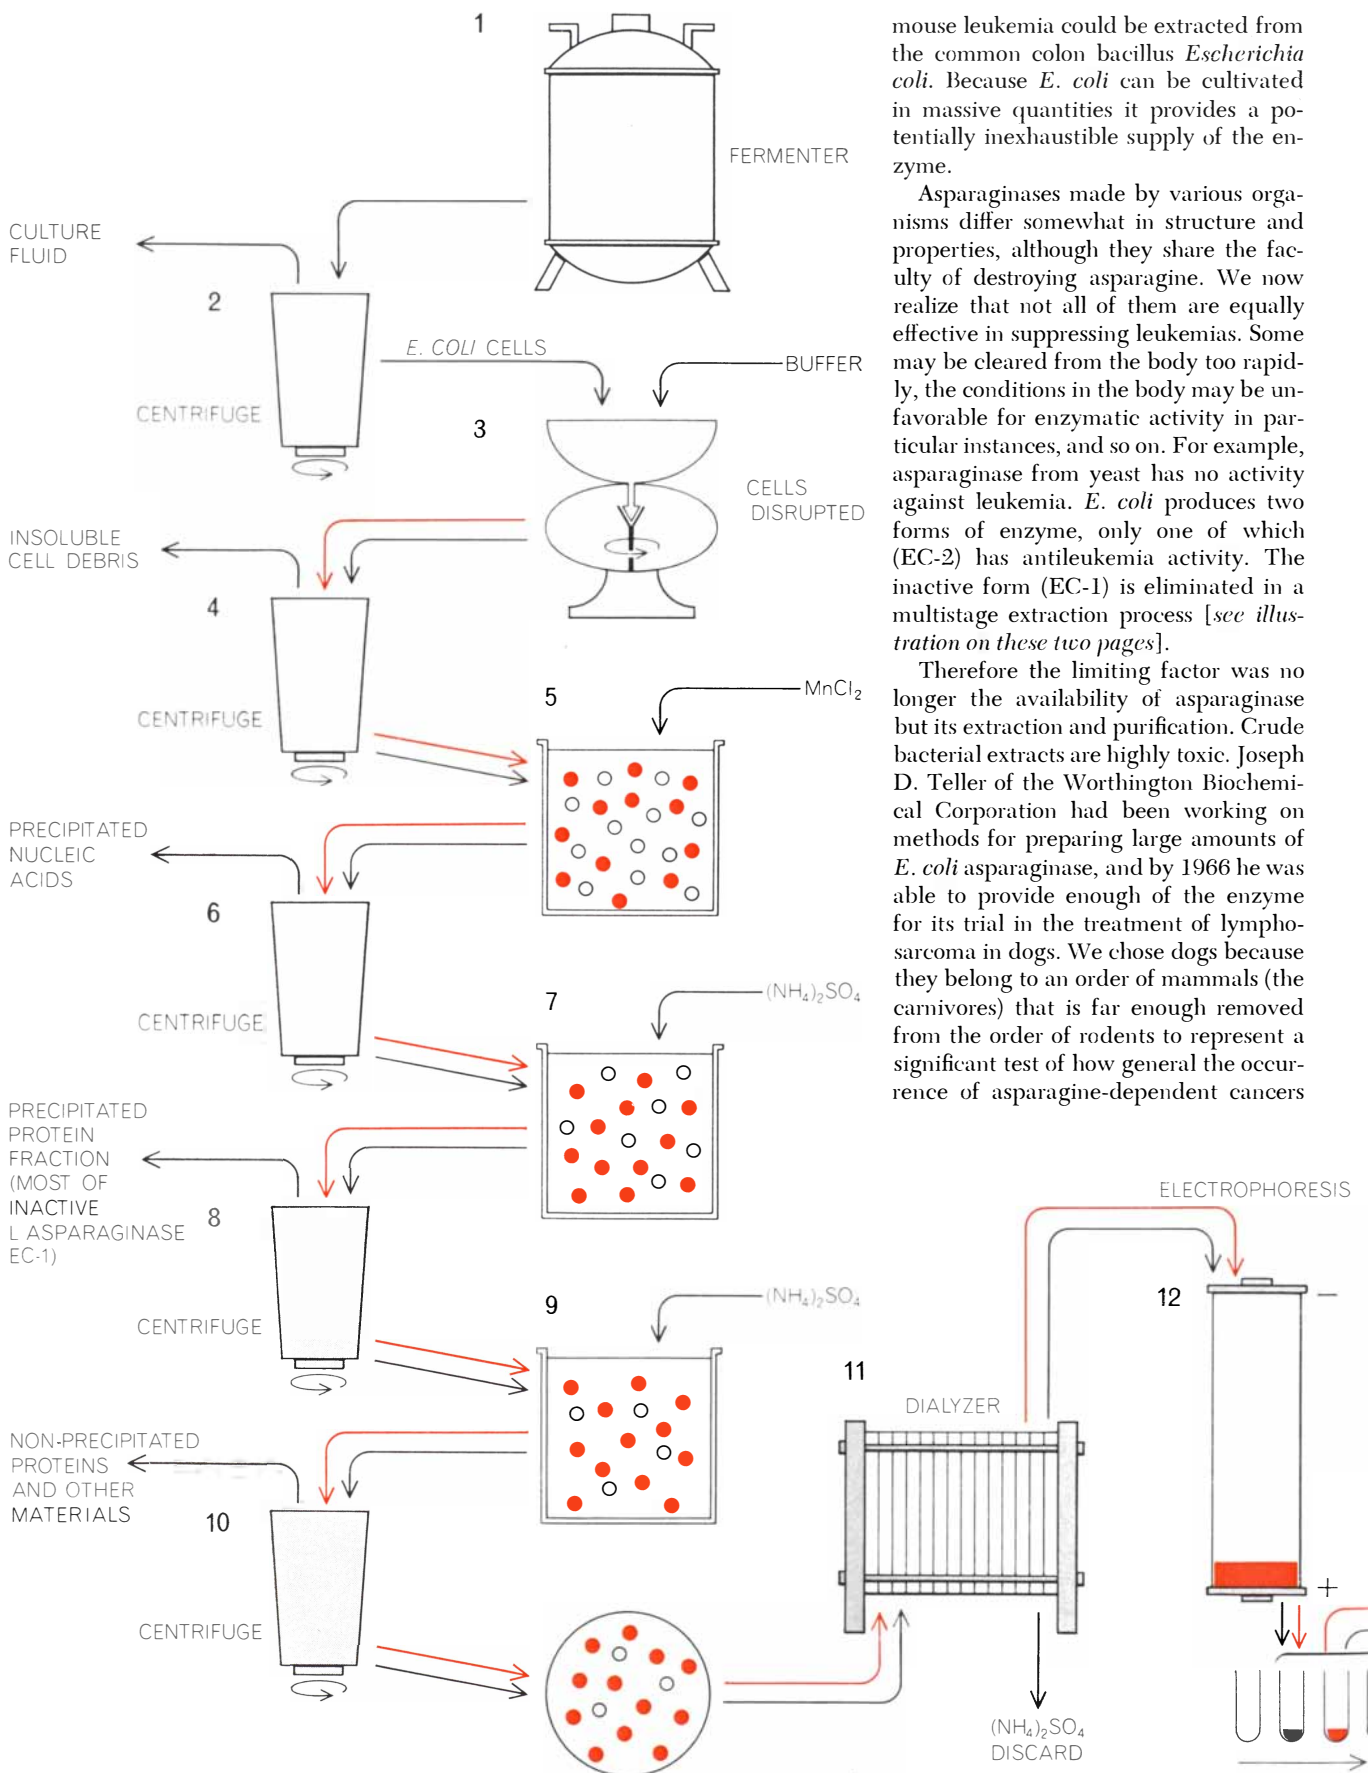 mouse leukemia could be extracted from
the common colon bacillus Escherichia
coli. Because E. coli can be cultivated
in massive quantities it provides a po-
tentially inexhaustible supply of the en-
zyme.
Asparaginases made by various orga-
nisms differ somewhat in structure and
properties, although they share the fac-
ulty of destroying asparagine. We now
realize that not all of them are equally
effective in suppressing leukemias. Some
may be cleared from the body too rapid-
ly, the conditions in the body may be un-
favorable for enzymatic activity in par-
ticular instances, and so on. For example,
asparaginase from yeast has no activity
against leukemia. E. coli produces two
forms of enzyme, only one of which
(EC-2) has antileukemia activity. The
inactive form (EC-1) is eliminated in a
multistage extraction process [see illus-
tration on these two pages].
Therefore the limiting factor was no
longer the availability of asparaginase
but its extraction and purification. Crude
bacterial extracts are highly toxic. Joseph
D. Teller of the Worthington Biochemi-
cal Corporation had been working on
methods for preparing large amounts of
E. coli asparaginase, and by 1966 he was
able to provide enough of the enzyme
for its trial in the treatment of lympho-
sarcoma in dogs. We chose dogs because
they belong to an order of mammals (the
carnivores) that is far enough removed
from the order of rodents to represent a
significant test of how general the occur-
rence of asparagine-dependent cancers
1
FERMENTER
CULTURE
FLUID
2
E. COLI CELLS
BUFFER
CENTRIFUGE
3
CELLS
DISRUPTED
INSOLUBLE
CELL DEBRIS
4
CENTRIFUGE
5
MnCl₂
PRECIPITATED
NUCLEIC
ACIDS
6
CENTRIFUGE
7
(NH₄)₂SO₄
PRECIPITATED
PROTEIN
FRACTION
(MOST OF
INACTIVE
L ASPARAGINASE
EC-1)
8
CENTRIFUGE
9
(NH₄)₂SO₄
NON-PRECIPITATED
PROTEINS
AND OTHER
MATERIALS
10
CENTRIFUGE
11
DIALYZER
(NH₄)₂SO₄
DISCARD
ELECTROPHORESIS
12
−
+